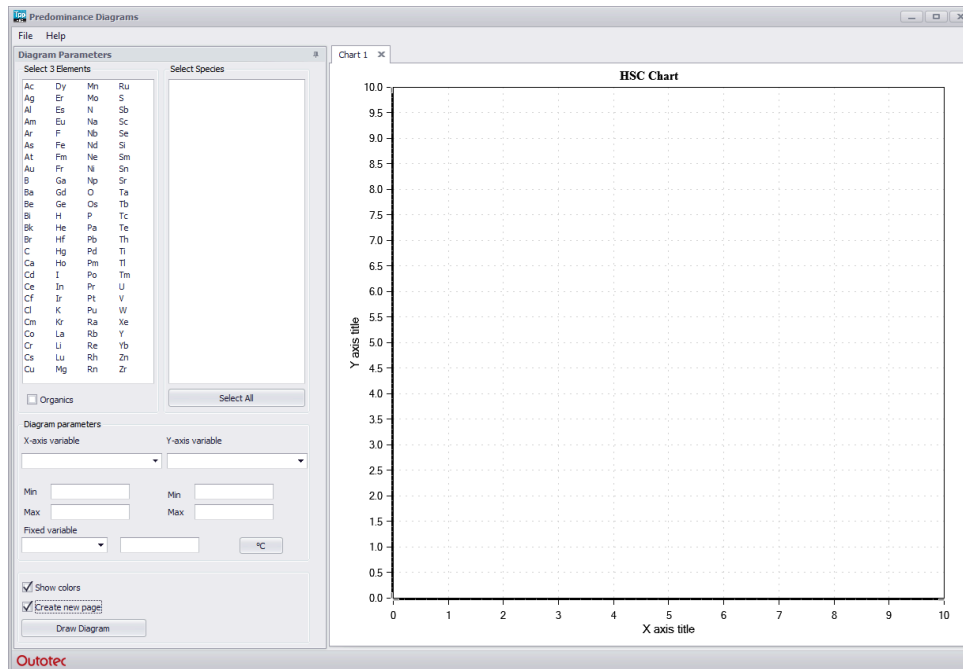 Tpp
Predominance Diagrams
File Help
Diagram Parameters
Select 3 Elements Select Species
Ac Dy Mn Ru
Ag Er Mo S
Al Es N Sb
Am Eu Na Sc
Ar F Nb Se
As Fe Nd Si
At Fm Ne Sm
Au Fr Ni Sn
B Ga Np Sr
Ba Gd O Ta
Be Ge Os Tb
Bi H P Tc
Bk He Pa Te
Br Hf Pb Th
C Hg Pd Ti
Ca Ho Pm Tl
Cd I Po Tm
Ce In Pr U
Cf Ir Pt V
Cl K Pu W
Cm Kr Ra Xe
Co La Rb Y
Cr Li Re Yb
Cs Lu Rh Zn
Cu Mg Rn Zr
Organics
Select All
Diagram parameters
X-axis variable Y-axis variable
Min Min
Max Max
Fixed variable
°C
Show colors
Create new page
Draw Diagram
Chart 1
HSC Chart
10.0
9.5
9.0
8.5
8.0
7.5
7.0
6.5
6.0
5.5
5.0
4.5
4.0
3.5
3.0
2.5
2.0
1.5
1.0
0.5
0.0
Y axis title
0 1 2 3 4 5 6 7 8 9 10
X axis title
Outotec